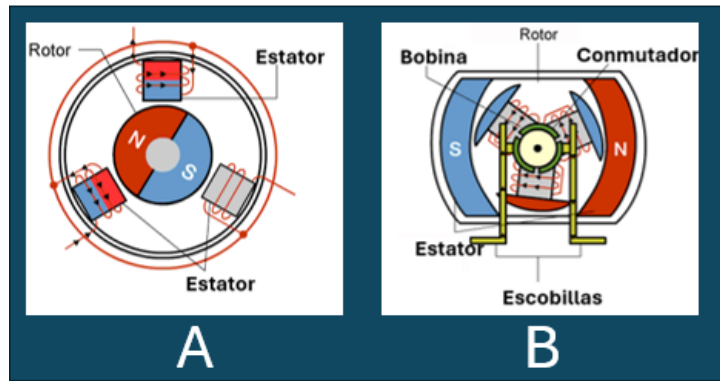 Rotor
Estator
N
S
Estator
A
Rotor
Bobina
Conmutador
S
N
Estator
Escobillas
B